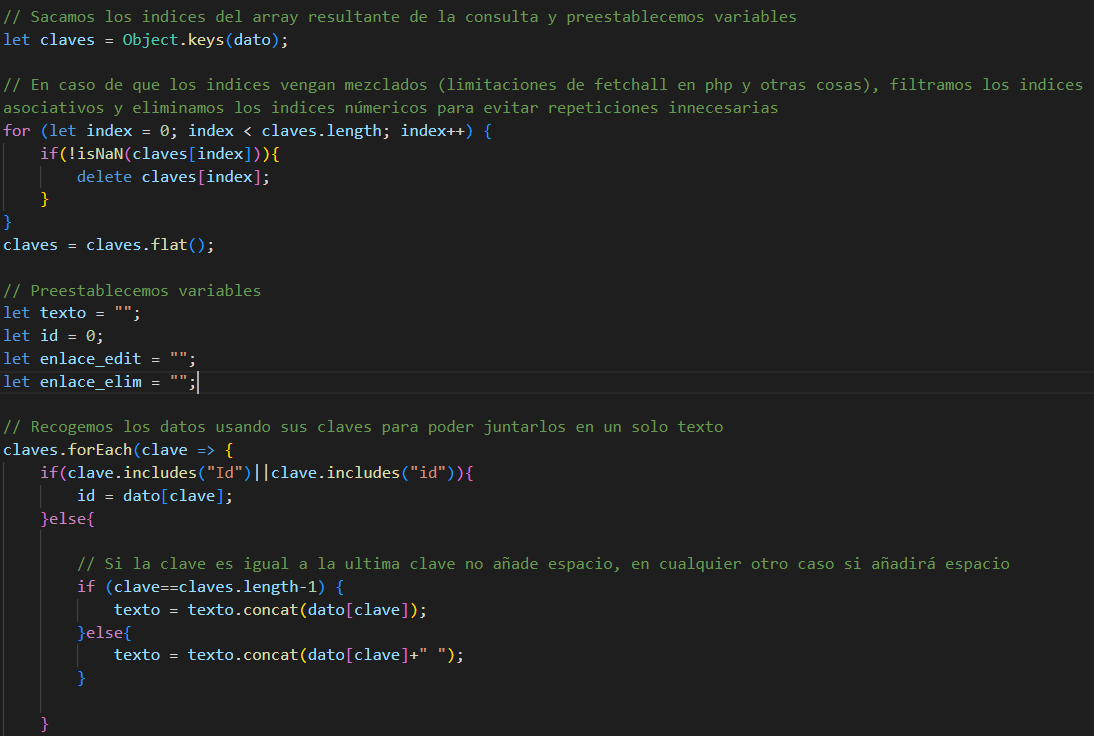 // Sacamos los indices del array resultante de la consulta y preestablecemos variables
let claves = Object.keys(dato);

// En caso de que los indices vengan mezclados (limitaciones de fetchall en php y otras cosas), filtramos los indices
asociativos y eliminamos los indices númericos para evitar repeticiones innecesarias
for (let index = 0; index < claves.length; index++) {
    if(!isNaN(claves[index])){
        delete claves[index];
    }
}
claves = claves.flat();

// Preestablecemos variables
let texto = "";
let id = 0;
let enlace_edit = "";
let enlace_elim = "";

// Recogemos los datos usando sus claves para poder juntarlos en un solo texto
claves.forEach(clave => {
    if(clave.includes("Id")||clave.includes("id")){
        id = dato[clave];
    }else{

        // Si la clave es igual a la ultima clave no añade espacio, en cualquier otro caso si añadirá espacio
        if (clave==claves.length-1) {
            texto = texto.concat(dato[clave]);
        }else{
            texto = texto.concat(dato[clave]+" ");
        }

    }